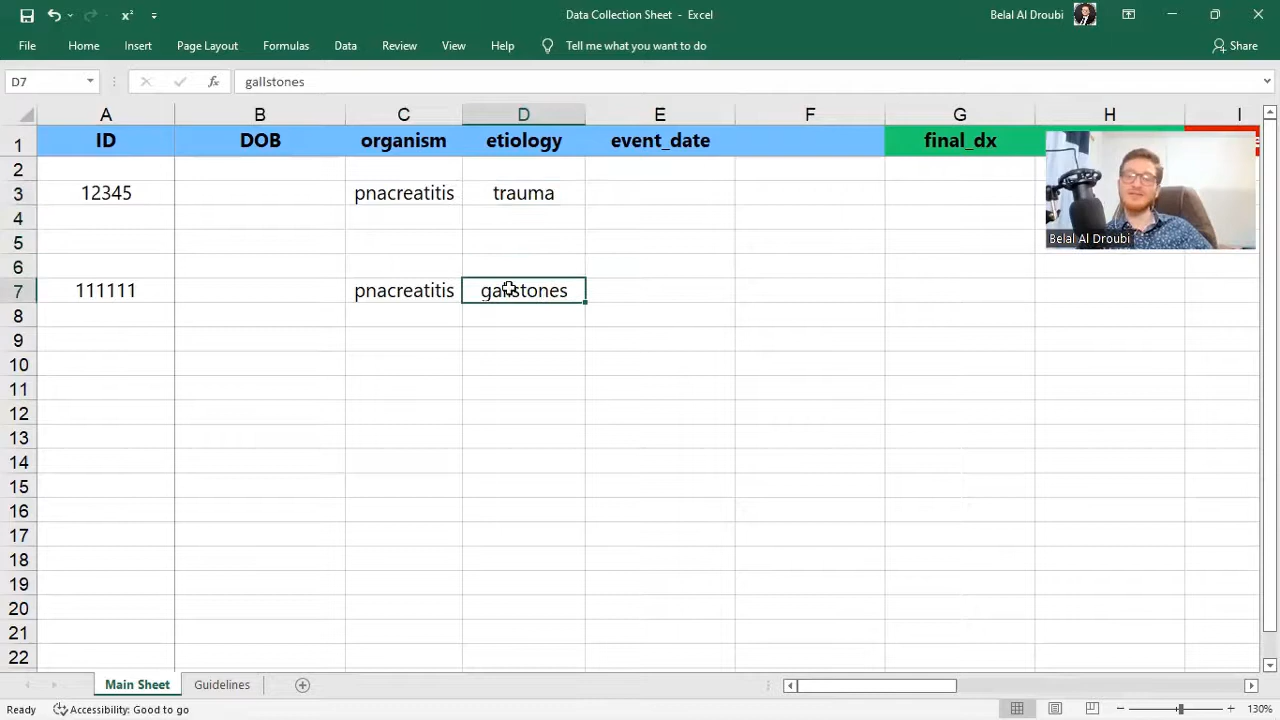 Data Collection Sheet - Excel
Belal Al Droubi
File Home Insert Page Layout Formulas Data Review View Help Tell me what you want to do Share
D7 fx gallstones
A B C D E F G H I
1 ID DOB organism etiology event_date final_dx
2
3 12345 pnacreatitis trauma
Belal Al Droubi
4
5
6
7 111111 pnacreatitis gallstones
8
9
10
11
12
13
14
15
16
17
18
19
20
21
22
Main Sheet Guidelines
Ready Accessibility: Good to go 130%